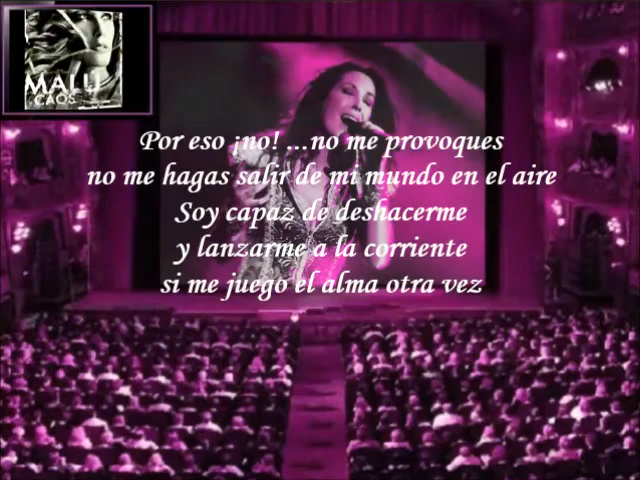 MALÚ
CAOS
Por eso ¡no! ...no me provoques
no me hagas salir de mi mundo en el aire
Soy capaz de deshacerme
y lanzarme a la corriente
si me juego el alma otra vez